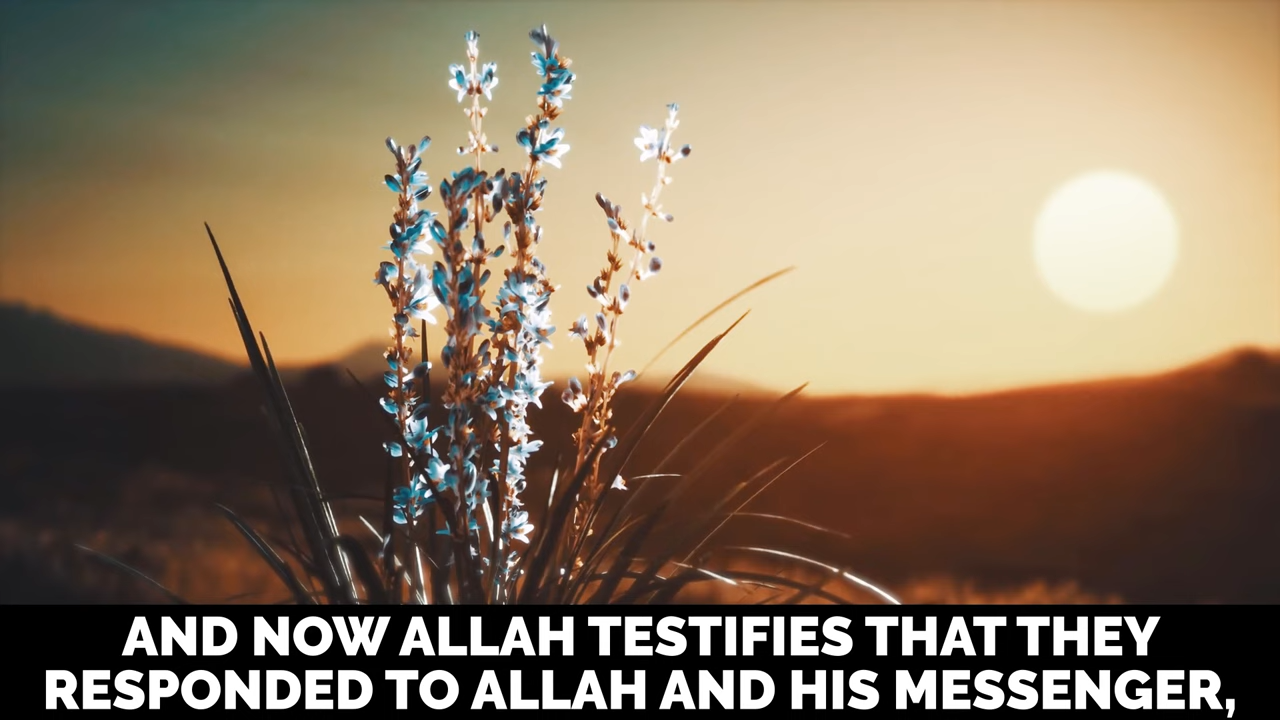 AND NOW ALLAH TESTIFIES THAT THEY
RESPONDED TO ALLAH AND HIS MESSENGER,